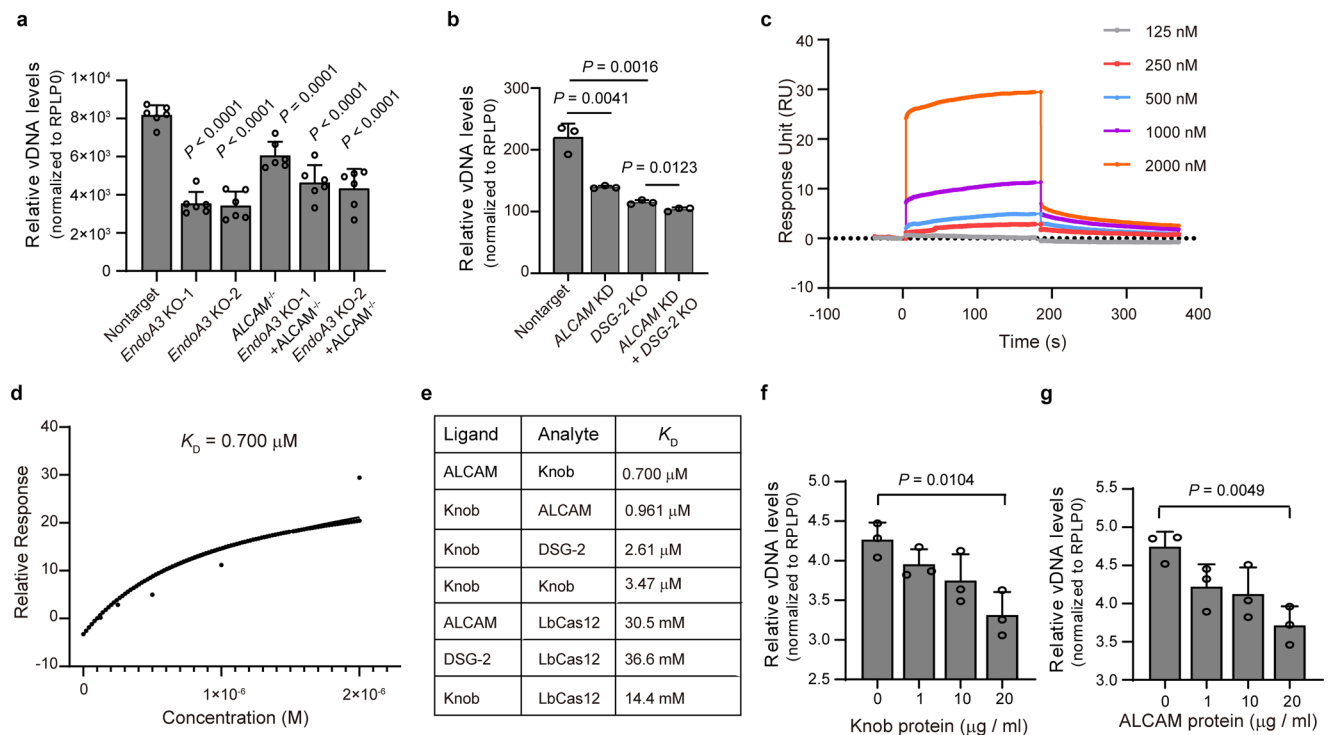 a
Relative vDNA levels
(normalized to RPLP0)
1×10⁴
8×10³
6×10³
4×10³
2×10³
0
P < 0.0001
P < 0.0001
P = 0.0001
P < 0.0001
P < 0.0001
Nontarget
EndoA3 KO-1
EndoA3 KO-2
ALCAM-/-
EndoA3 KO-1
+ALCAM-/-
EndoA3 KO-2
+ALCAM-/-
b
Relative vDNA levels
(normalized to RPLP0)
300
200
100
0
P = 0.0016
P = 0.0041
P = 0.0123
Nontarget
ALCAM KD
DSG-2 KO
ALCAM KD
+ DSG-2 KO
c
Response Unit (RU)
40
30
20
10
0
-10
-100 0 100 200 300 400
Time (s)
125 nM
250 nM
500 nM
1000 nM
2000 nM
d
Relative Response
40
30
20
10
0
-10
K_D = 0.700 μM
0 1×10⁻⁶ 2×10⁻⁶
Concentration (M)
e
Ligand Analyte K_D
ALCAM Knob 0.700 μM
Knob ALCAM 0.961 μM
Knob DSG-2 2.61 μM
Knob Knob 3.47 μM
ALCAM LbCas12 30.5 mM
DSG-2 LbCas12 36.6 mM
Knob LbCas12 14.4 mM
f
Relative vDNA levels
(normalized to RPLP0)
5.0
4.5
4.0
3.5
3.0
2.5
P = 0.0104
0 1 10 20
Knob protein (μg / ml)
g
Relative vDNA levels
(normalized to RPLP0)
5.5
5.0
4.5
4.0
3.5
3.0
P = 0.0049
0 1 10 20
ALCAM protein (μg / ml)